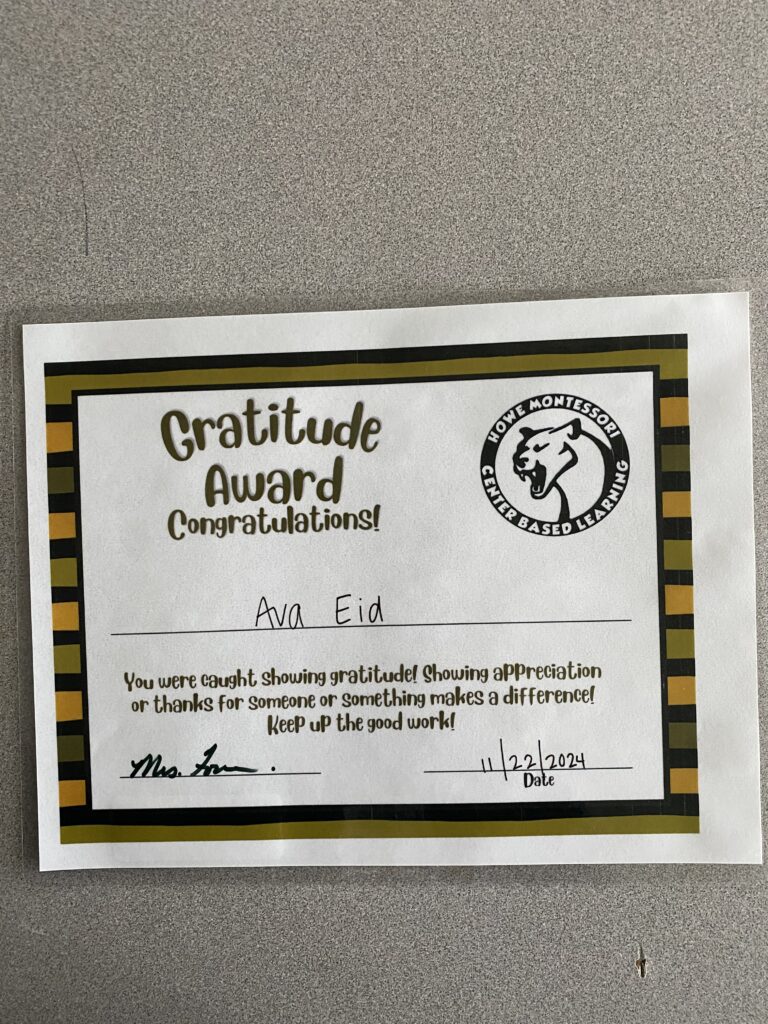 Gratitude
Award
Congratulations!
HOWE MONTESSORI
CENTER BASED LEARNING
Ava Eid
You were caught showing gratitude! Showing appreciation
or thanks for someone or something makes a difference!
Keep up the good work!
Mrs.
11/22/2024
Date